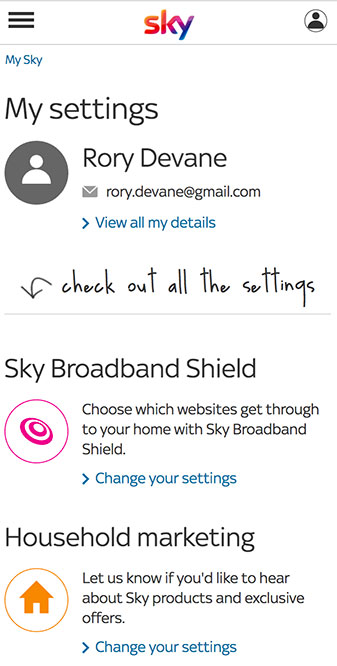 sky
My Sky
My settings
Rory Devane
rory.devane@gmail.com
View all my details
check out all the settings
Sky Broadband Shield
Choose which websites get through
to your home with Sky Broadband
Shield.
Change your settings
Household marketing
Let us know if you'd like to hear
about Sky products and exclusive
offers.
Change your settings